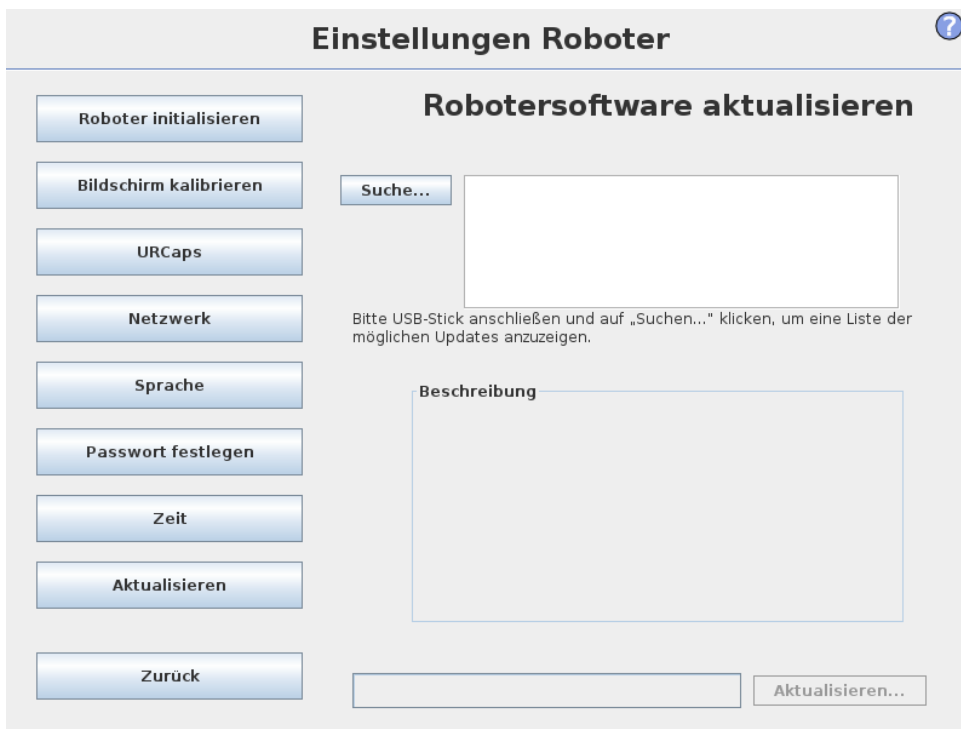 Einstellungen Roboter
?
Roboter initialisieren
Bildschirm kalibrieren
URCaps
Netzwerk
Sprache
Passwort festlegen
Zeit
Aktualisieren
Zurück
Robotersoftware aktualisieren
Suche...
Bitte USB-Stick anschließen und auf „Suchen..." klicken, um eine Liste der
möglichen Updates anzuzeigen.
Beschreibung
Aktualisieren...